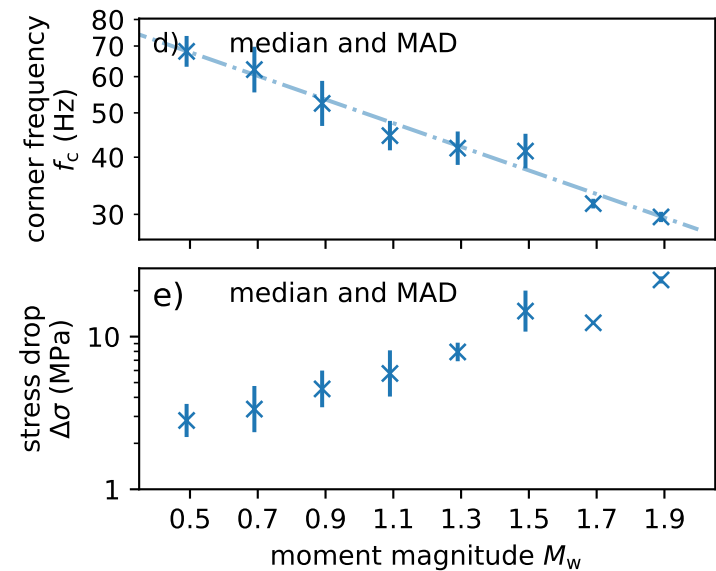 80
70
60
50
40
30
corner frequency
f_c (Hz)
d) median and MAD
10
1
stress drop
Δσ (MPa)
e) median and MAD
0.5 0.7 0.9 1.1 1.3 1.5 1.7 1.9
moment magnitude M_w